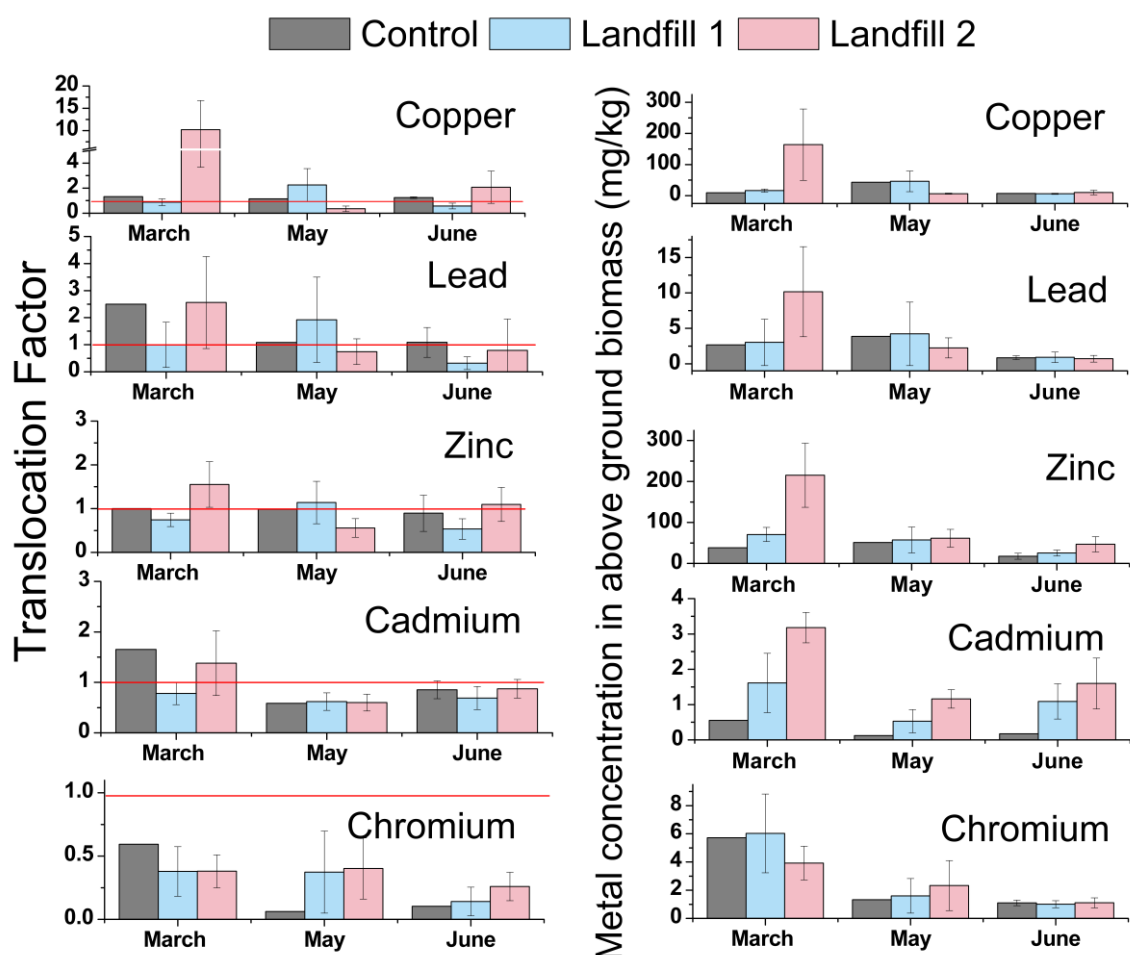 Control Landfill 1 Landfill 2
Translocation Factor
Copper
20
15
10
4
2
0
March May June
Lead
5
4
3
2
1
0
March May June
Zinc
3
2
1
0
March May June
Cadmium
3
2
1
0
March May June
Chromium
1.0
0.5
0.0
March May June
Metal concentration in above ground biomass (mg/kg)
Copper
300
200
100
0
March May June
Lead
15
10
5
0
March May June
Zinc
300
200
100
0
March May June
Cadmium
4
3
2
1
0
March May June
Chromium
8
6
4
2
0
March May June